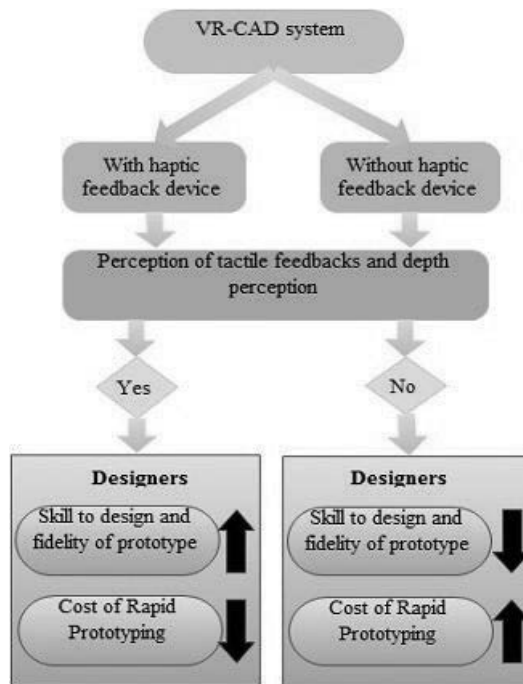 VR-CAD system
With haptic
feedback device
Without haptic
feedback device
Perception of tactile feedbacks and depth
perception
Yes
No
Designers
Skill to design and
fidelity of prototype
Cost of Rapid
Prototyping
Designers
Skill to design and
fidelity of prototype
Cost of Rapid
Prototyping